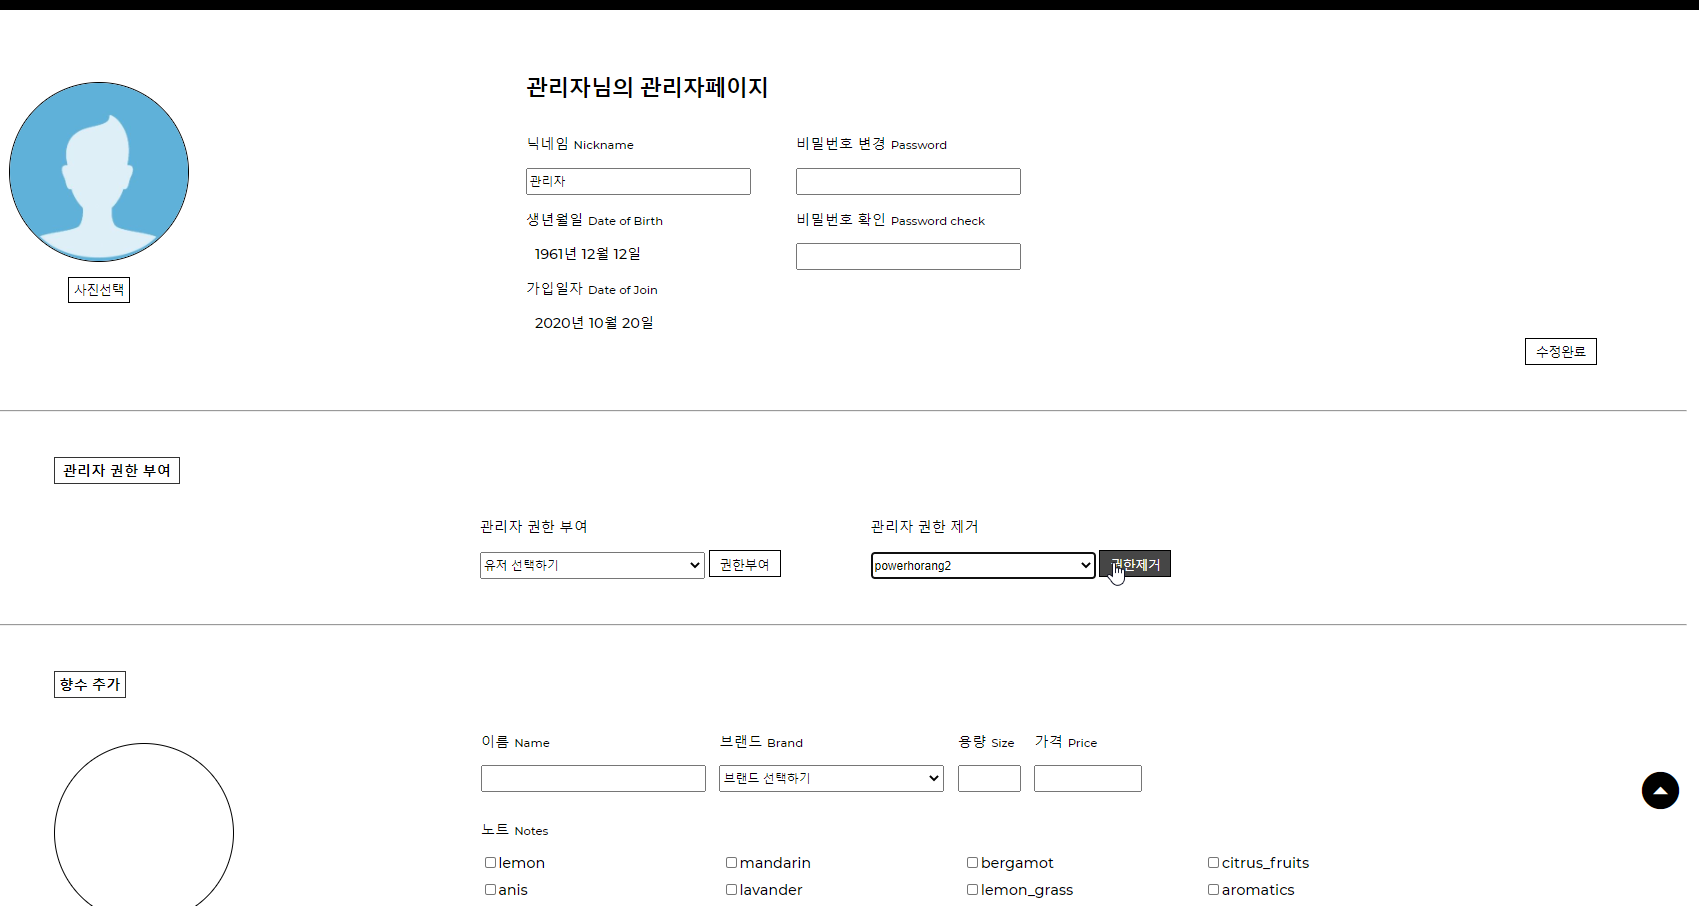 관리자님의 관리자페이지
닉네임 Nickname
비밀번호 변경 Password
관리자
생년월일 Date of Birth
비밀번호 확인 Password check
1961년 12월 12일
가입일자 Date of Join
사진선택
2020년 10월 20일
수정완료
관리자 권한 부여
관리자 권한 부여
관리자 권한 제거
유저 선택하기
권한부여
powerhorang2
권한제거
향수 추가
이름 Name
브랜드 Brand
용량 Size
가격 Price
브랜드 선택하기
노트 Notes
lemon
mandarin
bergamot
citrus_fruits
anis
lavander
lemon_grass
aromatics